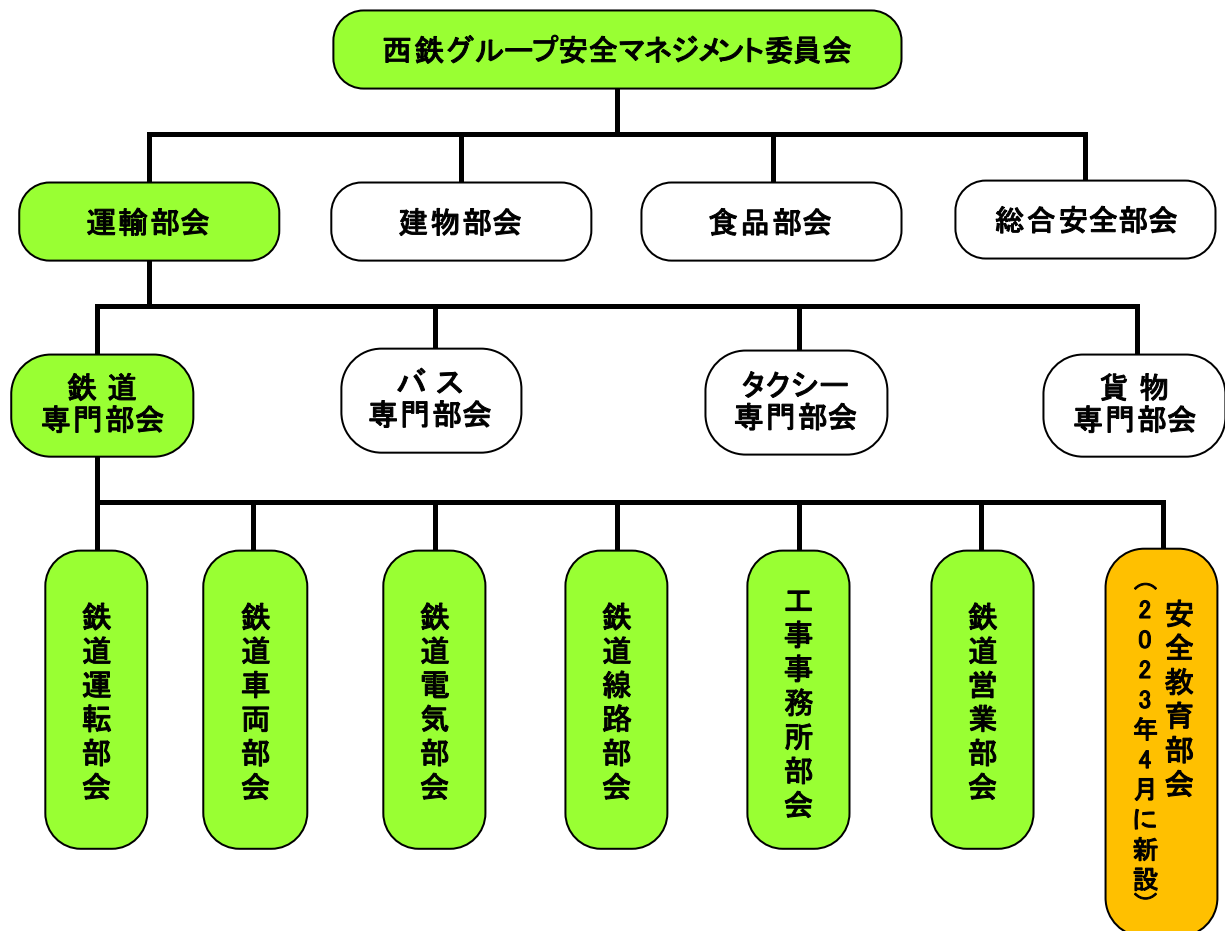 西鉄グループ安全マネジメント委員会
運輸部会
建物部会
食品部会
総合安全部会
鉄 道
専門部会
バ ス
専門部会
タクシー
専門部会
貨 物
専門部会
鉄道運転部会
鉄道車両部会
鉄道電気部会
鉄道線路部会
工事事務所部会
鉄道営業部会
安全教育部会
（2023年4月に新設）